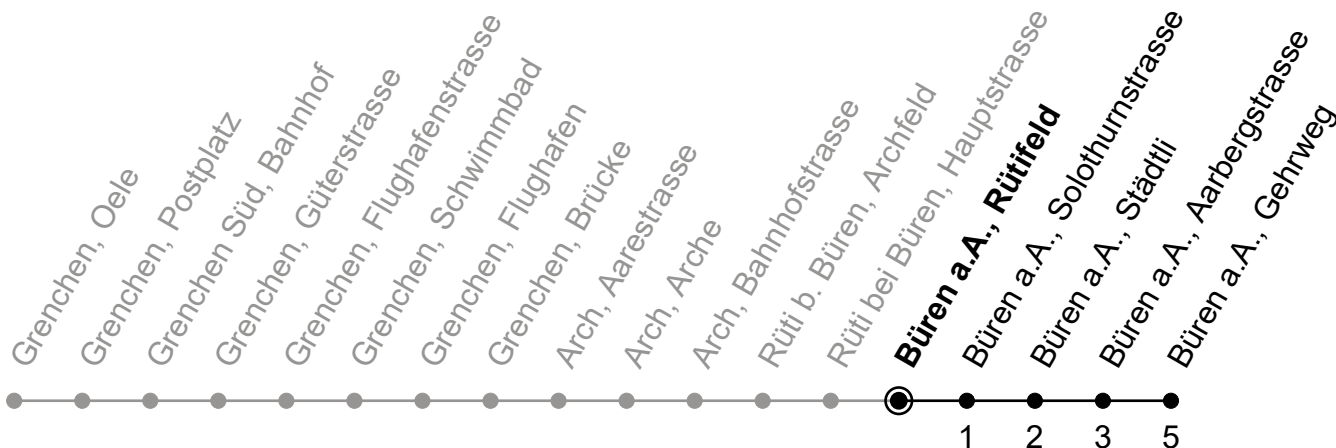 Grenchen, Oele
Grenchen, Postplatz
Grenchen Süd, Bahnhof
Grenchen, Güterstrasse
Grenchen, Flughafenstrasse
Grenchen, Schwimmbad
Grenchen, Flughafen
Grenchen, Brücke
Arch, Aarestrasse
Arch, Arche
Arch, Bahnhofstrasse
Rüti b. Büren, Archfeld
Rüti bei Büren, Hauptstrasse
Büren a.A., Rütifeld
Büren a.A., Solothurnstrasse
Büren a.A., Städtli
Büren a.A., Aarbergstrasse
Büren a.A., Gehrweg
1 2 3 5